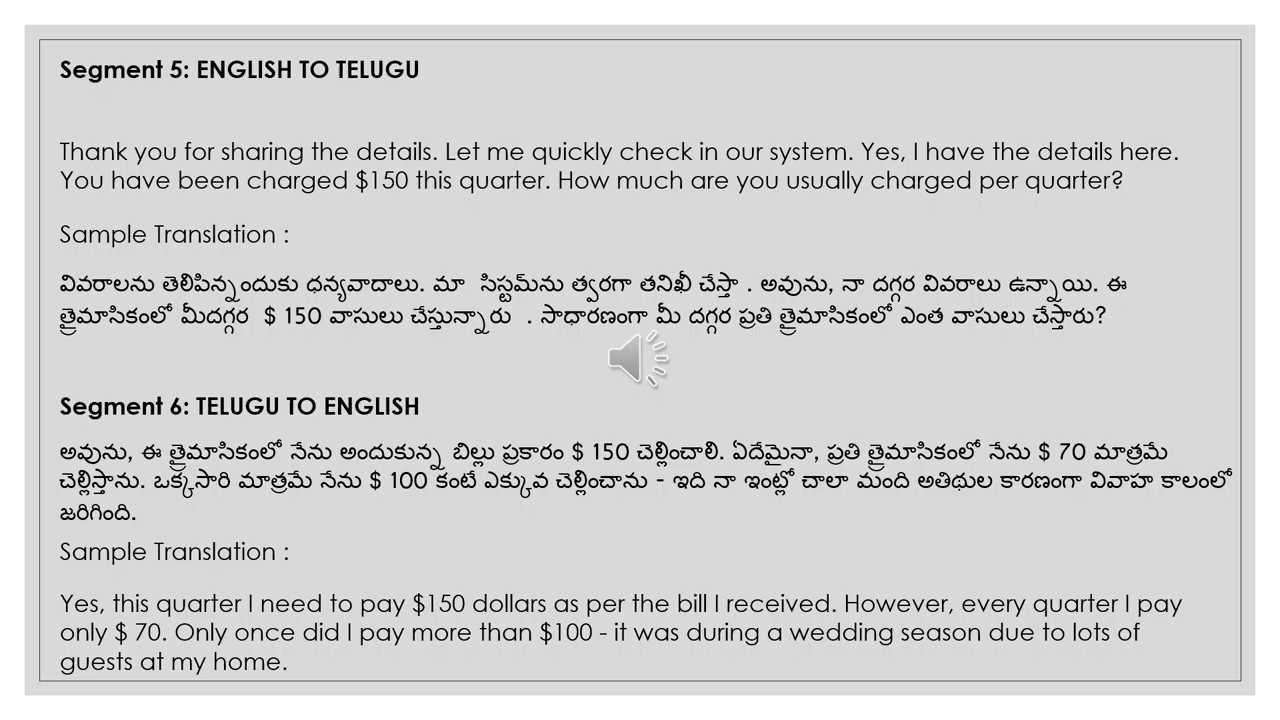 Segment 5: ENGLISH TO TELUGU
Thank you for sharing the details. Let me quickly check in our system. Yes, I have the details here.
You have been charged $150 this quarter. How much are you usually charged per quarter?
Sample Translation :
వివరాలను తెలిపిన్నందుకు ధన్యవాదాలు. మా సిస్టమ్‌ను త్వరగా తనిఖీ చేస్తా . అవును, నా దగ్గర వివరాలు ఉన్నాయి. ఈ
త్రైమాసికంలో మీదగ్గర $ 150 వాసులు చేస్తున్నారు . సాధారణంగా మీ దగ్గర ప్రతి త్రైమాసికంలో ఎంత వాసులు చేస్తారు?
Segment 6: TELUGU TO ENGLISH
అవును, ఈ త్రైమాసికంలో నేను అందుకున్న బిల్లు ప్రకారం $ 150 చెల్లించాలి. ఏదేమైనా, ప్రతి త్రైమాసికంలో నేను $ 70 మాత్రమే
చెల్లిస్తాను. ఒక్కసారి మాత్రమే నేను $ 100 కంటే ఎక్కువ చెల్లించాను - ఇది నా ఇంట్లో చాలా మంది అతిథుల కారణంగా వివాహ కాలంలో
జరిగింది.
Sample Translation :
Yes, this quarter I need to pay $150 dollars as per the bill I received. However, every quarter I pay
only $ 70. Only once did I pay more than $100 - it was during a wedding season due to lots of
guests at my home.